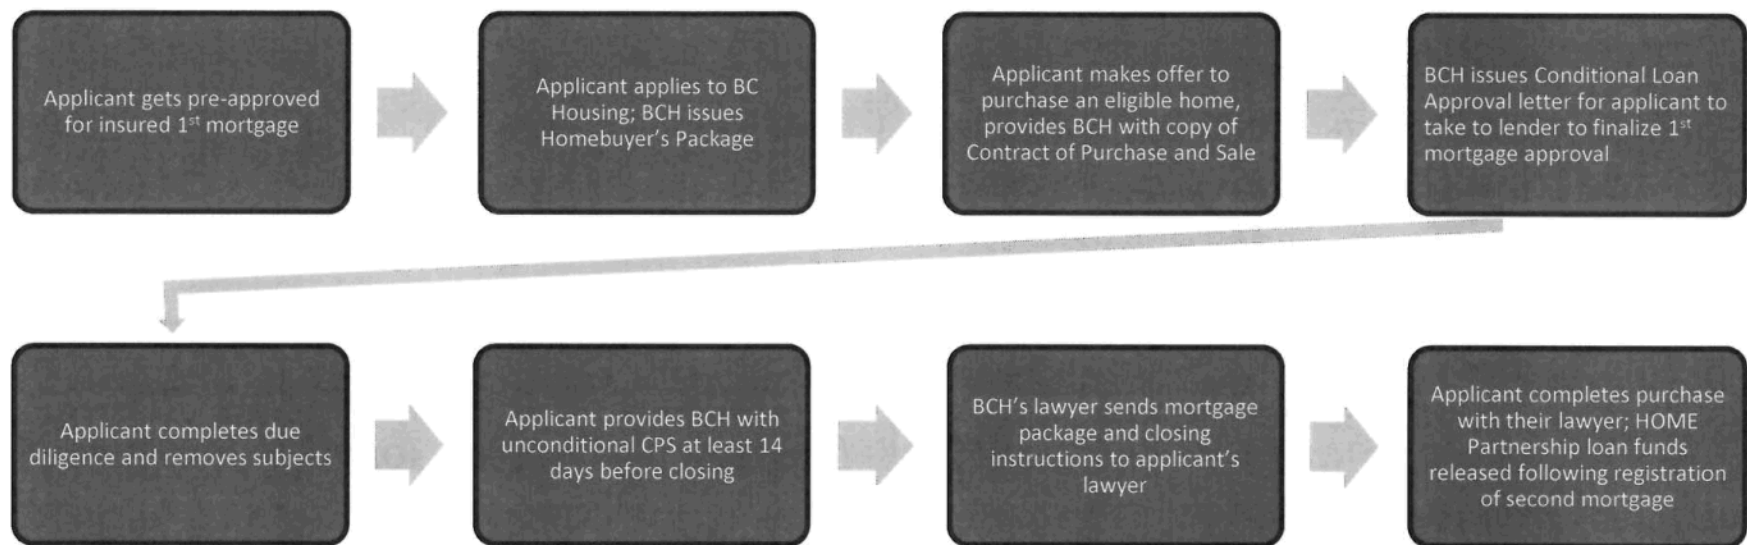 Applicant gets pre-approved
for insured 1st mortgage
Applicant applies to BC
Housing; BCH issues
Homebuyer's Package
Applicant makes offer to
purchase an eligible home,
provides BCH with copy of
Contract of Purchase and Sale
BCH issues Conditional Loan
Approval letter for applicant to
take to lender to finalize 1st
mortgage approval
Applicant completes due
diligence and removes subjects
Applicant provides BCH with
unconditional CPS at least 14
days before closing
BCH's lawyer sends mortgage
package and closing
instructions to applicant's
lawyer
Applicant completes purchase
with their lawyer; HOME
Partnership loan funds
released following registration
of second mortgage